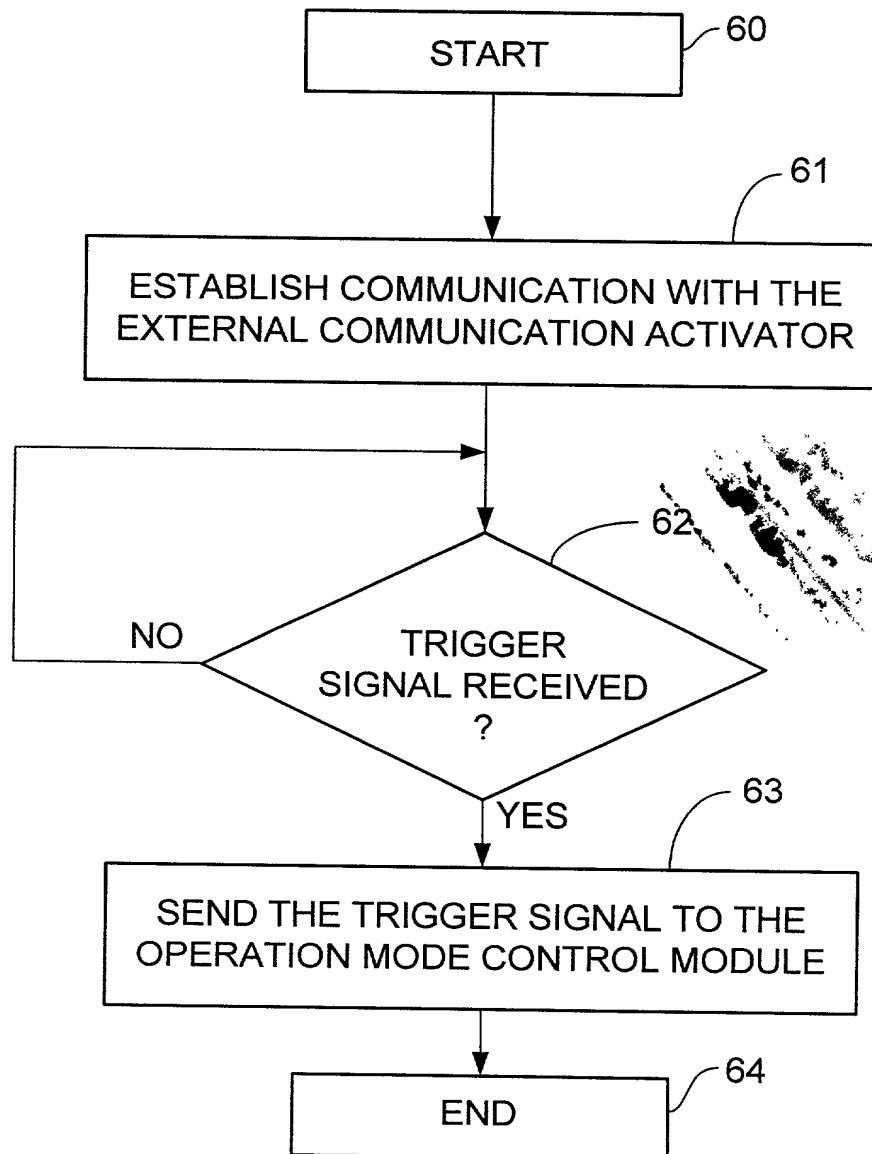 START
60
61
ESTABLISH COMMUNICATION WITH THE
EXTERNAL COMMUNICATION ACTIVATOR
62
NO
TRIGGER
SIGNAL RECEIVED
?
YES
63
SEND THE TRIGGER SIGNAL TO THE
OPERATION MODE CONTROL MODULE
64
END